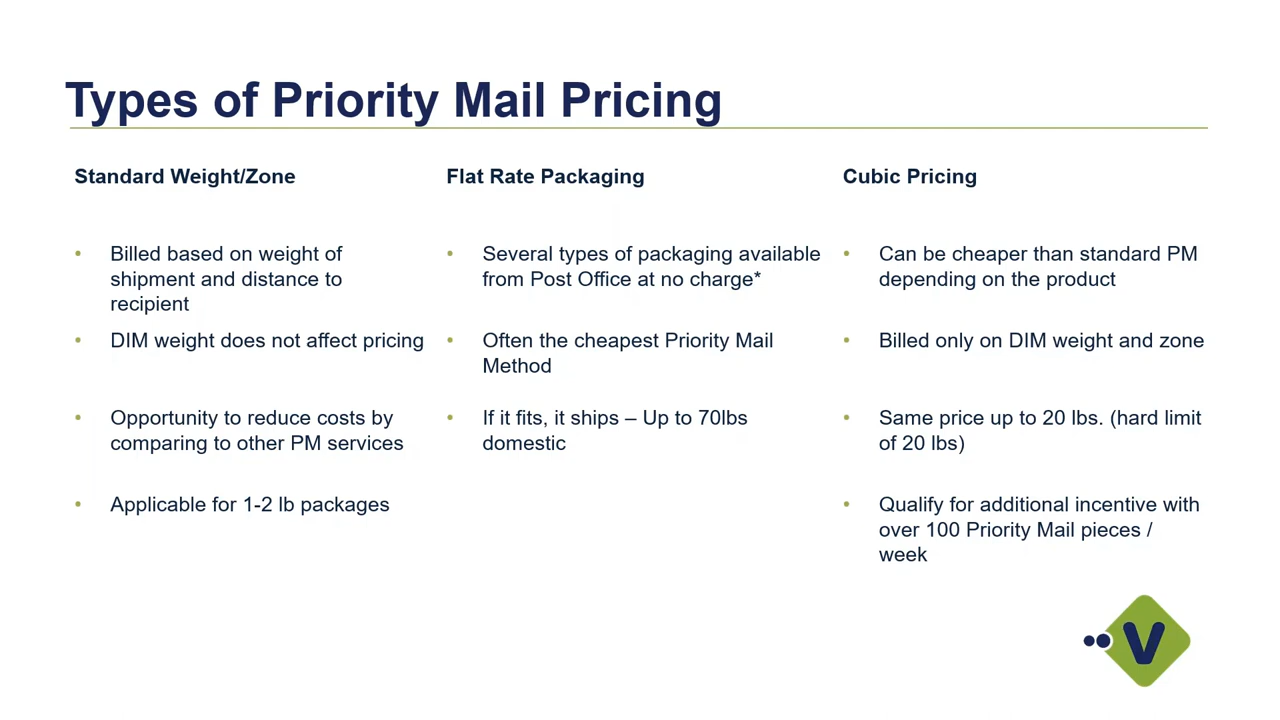 Types of Priority Mail Pricing
Standard Weight/Zone
• Billed based on weight of
shipment and distance to
recipient
• DIM weight does not affect pricing
• Opportunity to reduce costs by
comparing to other PM services
• Applicable for 1-2 lb packages
Flat Rate Packaging
• Several types of packaging available
from Post Office at no charge*
• Often the cheapest Priority Mail
Method
• If it fits, it ships – Up to 70lbs
domestic
Cubic Pricing
• Can be cheaper than standard PM
depending on the product
• Billed only on DIM weight and zone
• Same price up to 20 lbs. (hard limit
of 20 lbs)
• Qualify for additional incentive with
over 100 Priority Mail pieces /
week
V